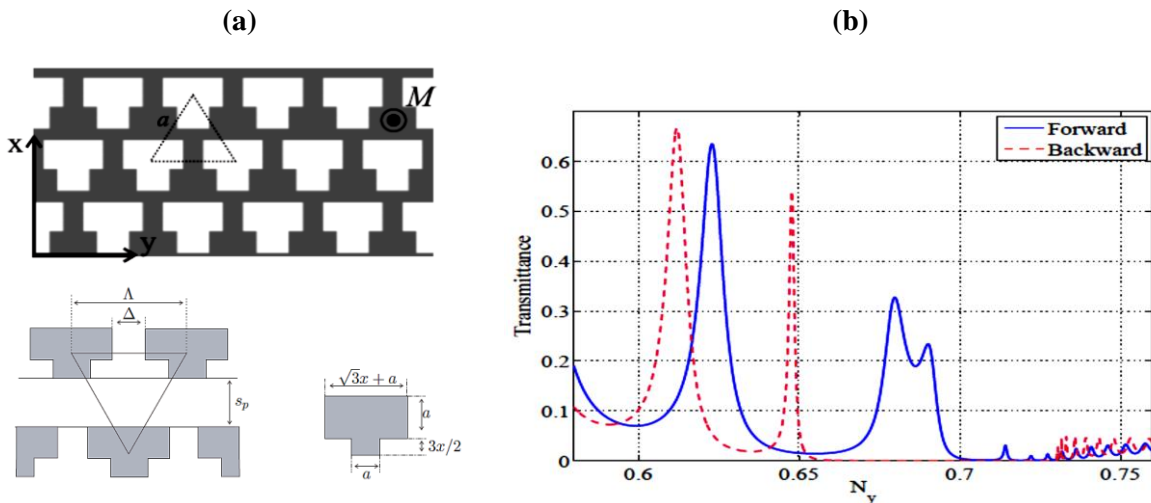 (a)
(b)
M
a
x
y
Λ
Δ
s_p
√3x + a
a
3x/2
a
Forward
Backward
Transmittance
0.6
0.5
0.4
0.3
0.2
0.1
0
0.6 0.65 0.7 0.75
N_y